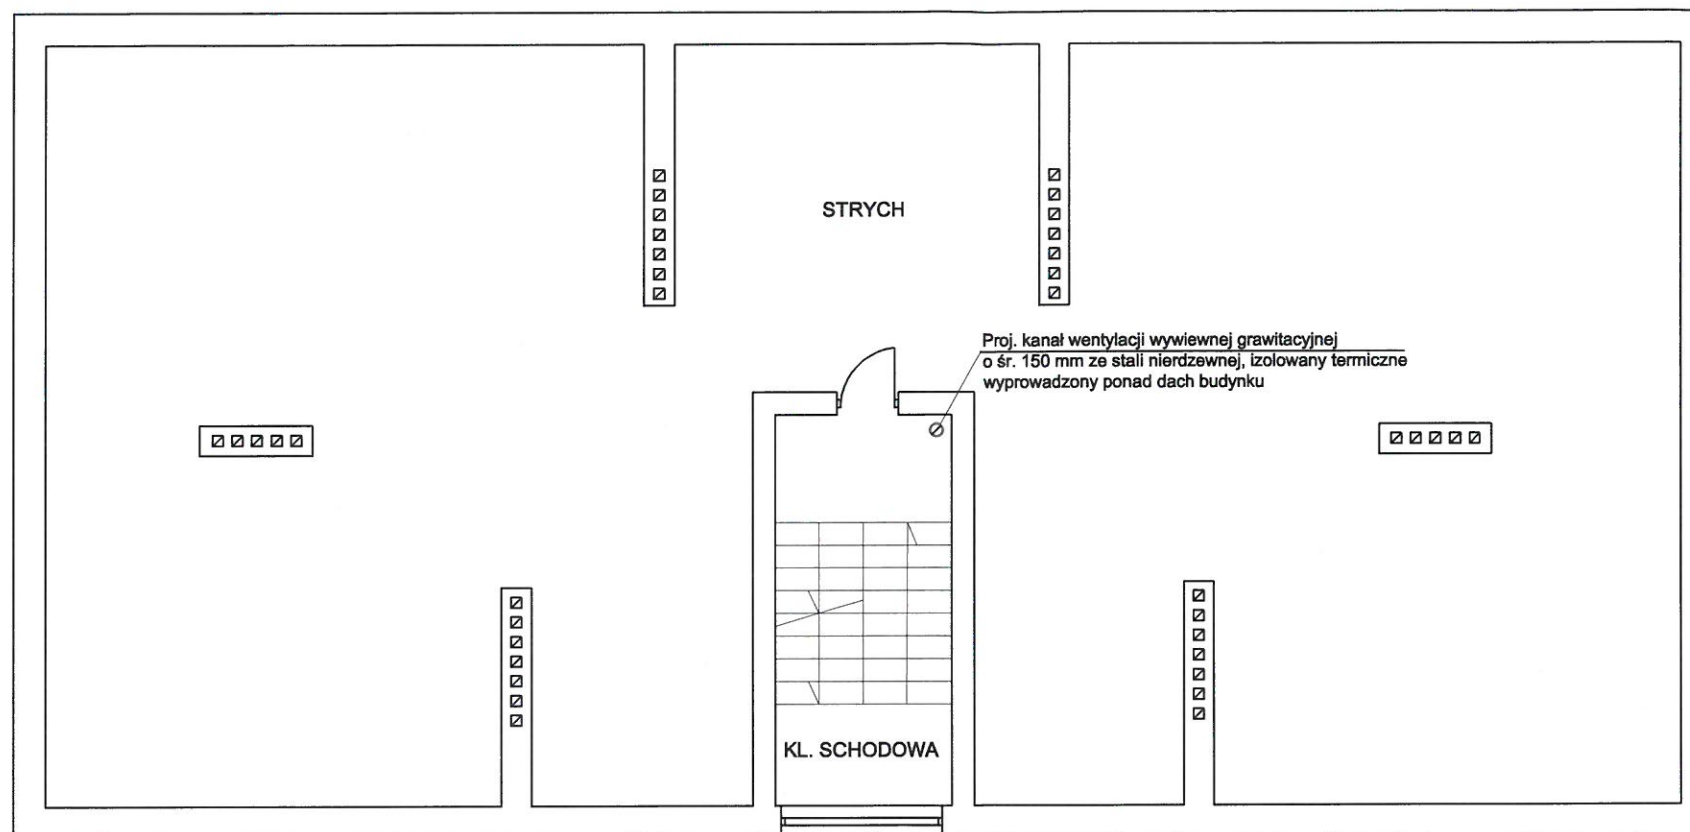 STRYCH
Proj. kanał wentylacji wywiewnej grawitacyjnej
o śr. 150 mm ze stali nierdzewnej, izolowany termiczne
wyprowadzony ponad dach budynku
KL. SCHODOWA